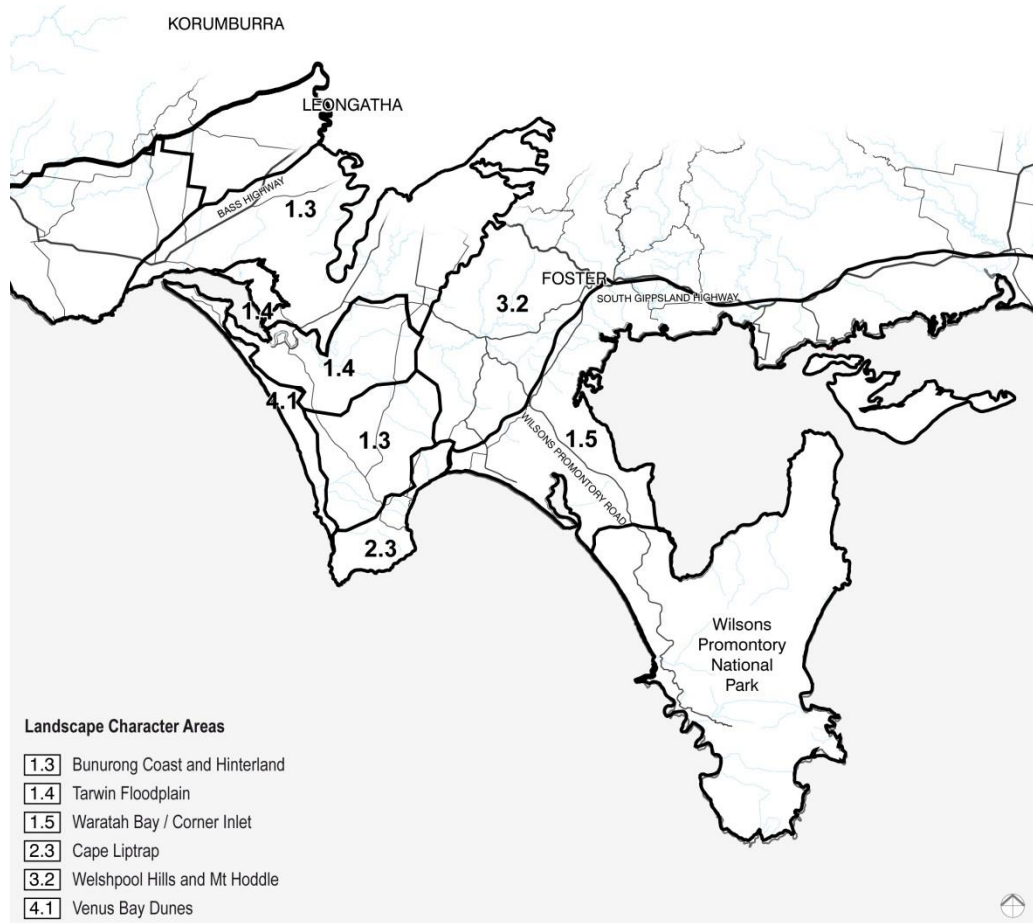 KORUMBURRA
LEONGATHA
BASS HIGHWAY
1.3
FOSTER
3.2
SOUTH GIPPSLAND HIGHWAY
1.4
1.4
4.1
1.3
1.5
WILSONS PROMONTORY ROAD
2.3
Wilsons
Promontory
National
Park
Landscape Character Areas
1.3 Bunurong Coast and Hinterland
1.4 Tarwin Floodplain
1.5 Waratah Bay / Corner Inlet
2.3 Cape Liptrap
3.2 Welshpool Hills and Mt Hoddle
4.1 Venus Bay Dunes